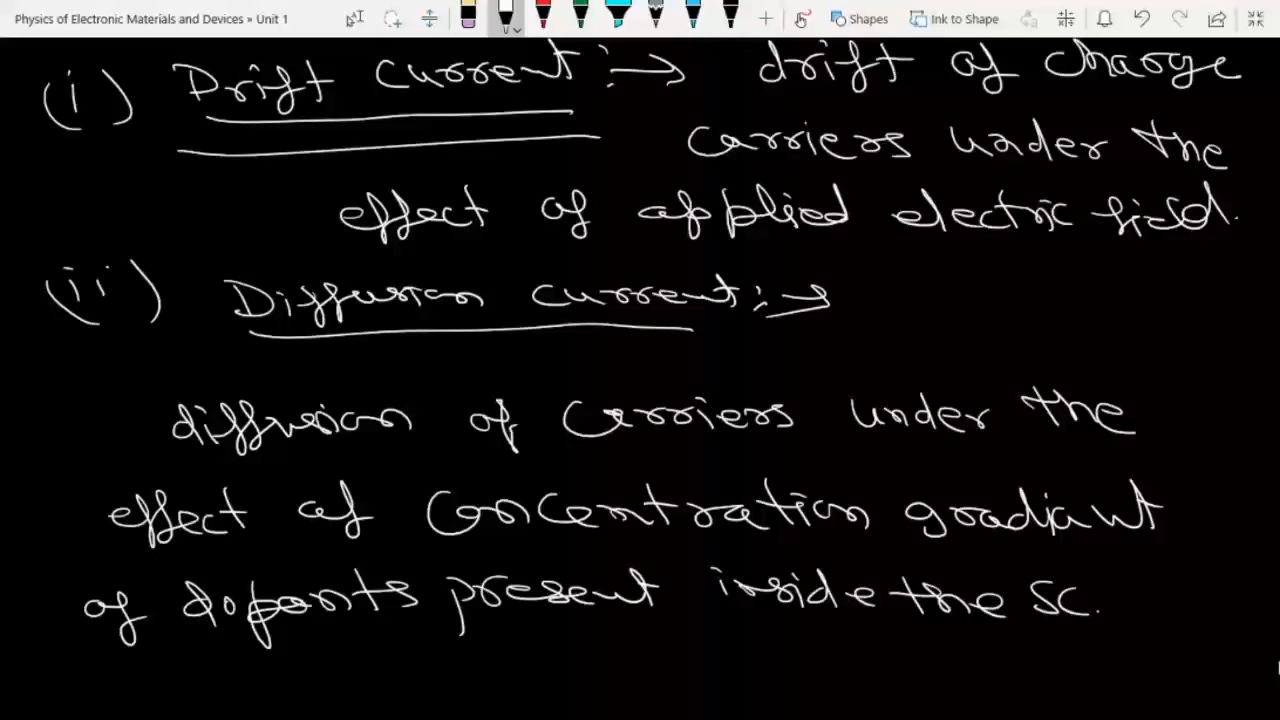 Physics of Electronic Materials and Devices » Unit 1
Shapes
Ink to Shape
(i) Drift Current :→ drift of charge
carriers under the
effect of applied electric field.
(ii) Diffusion Current :→
diffusion of Carriers under the
effect of Concentration gradiant
of dopants present inside the SC.